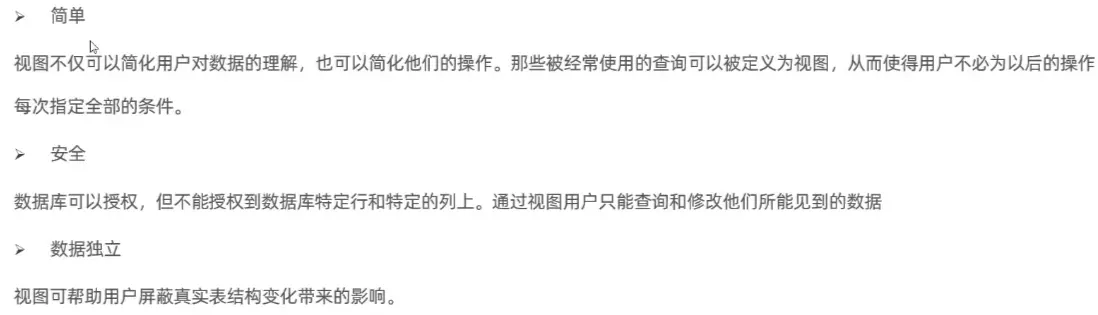 ➢ 简单
视图不仅可以简化用户对数据的理解，也可以简化他们的操作。那些被经常使用的查询可以被定义为视图，从而使得用户不必为以后的操作
每次指定全部的条件。
➢ 安全
数据库可以授权，但不能授权到数据库特定行和特定的列上。通过视图用户只能查询和修改他们所能见到的数据
➢ 数据独立
视图可帮助用户屏蔽真实表结构变化带来的影响。